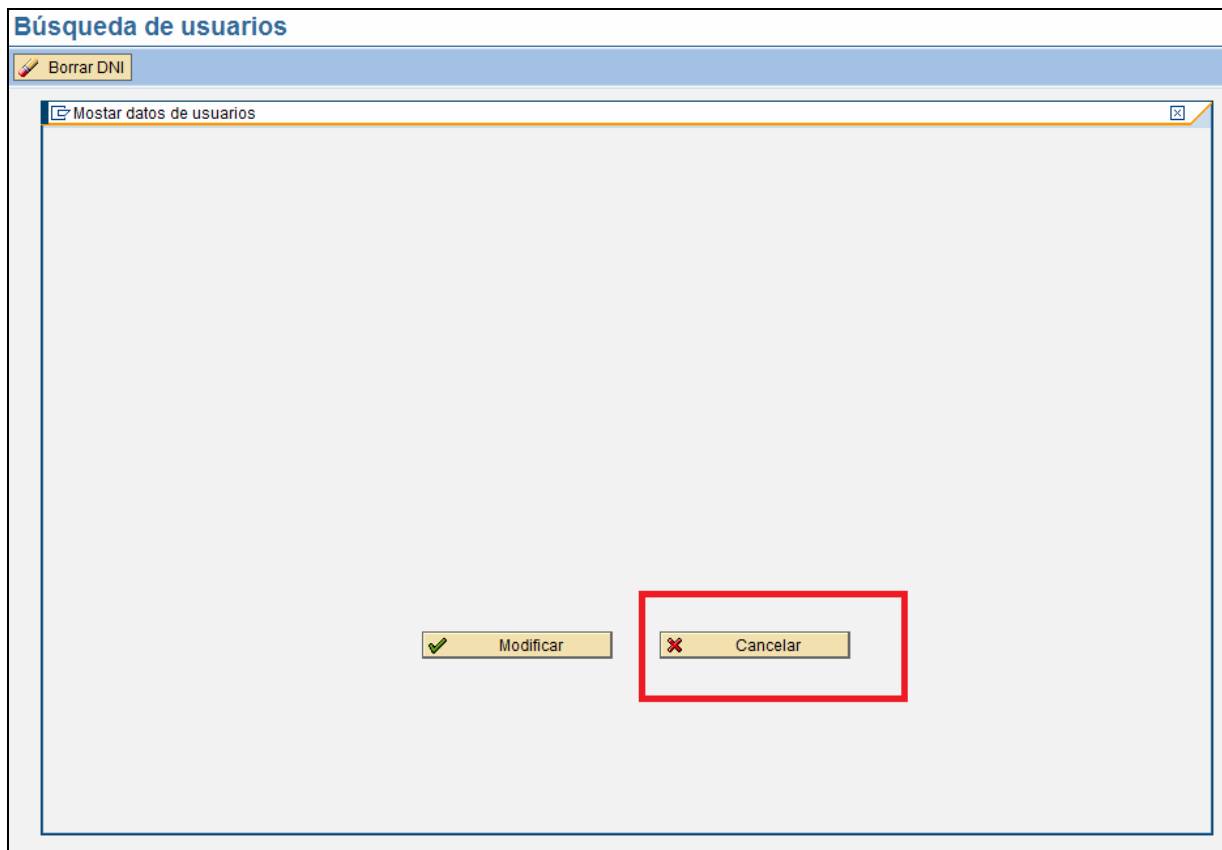 Búsqueda de usuarios
Borrar DNI
Mostar datos de usuarios
Modificar
Cancelar